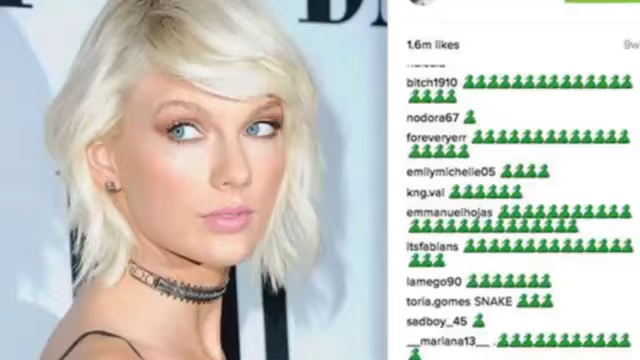 1.6m likes 9w
bitch1910 🐍🐍🐍🐍🐍🐍🐍🐍🐍🐍🐍🐍🐍🐍
🐍🐍🐍🐍
nodora67 🐍
foreveryerr 🐍🐍🐍🐍🐍🐍🐍🐍🐍🐍🐍🐍🐍
🐍🐍🐍🐍🐍
emilymichelle05 🐍🐍🐍🐍
kng.val 🐍🐍🐍🐍🐍🐍
emmanuelhojas 🐍🐍🐍🐍🐍🐍🐍🐍🐍🐍🐍
🐍🐍🐍🐍🐍🐍🐍🐍🐍🐍🐍🐍🐍🐍
itsfabians 🐍🐍🐍🐍🐍🐍🐍🐍🐍🐍🐍🐍🐍🐍
🐍🐍🐍
lamego90 🐍🐍🐍🐍🐍🐍🐍
toria.gomes SNAKE 🐍🐍🐍
sadboy_45 🐍
__mariana13__ .🐍🐍🐍🐍🐍🐍🐍🐍🐍🐍🐍
🐍